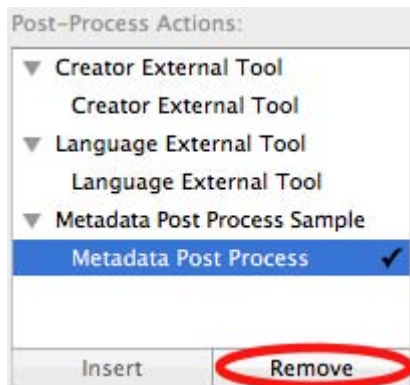 Post-Process Actions:
Creator External Tool
Creator External Tool
Language External Tool
Language External Tool
Metadata Post Process Sample
Metadata Post Process
Insert Remove